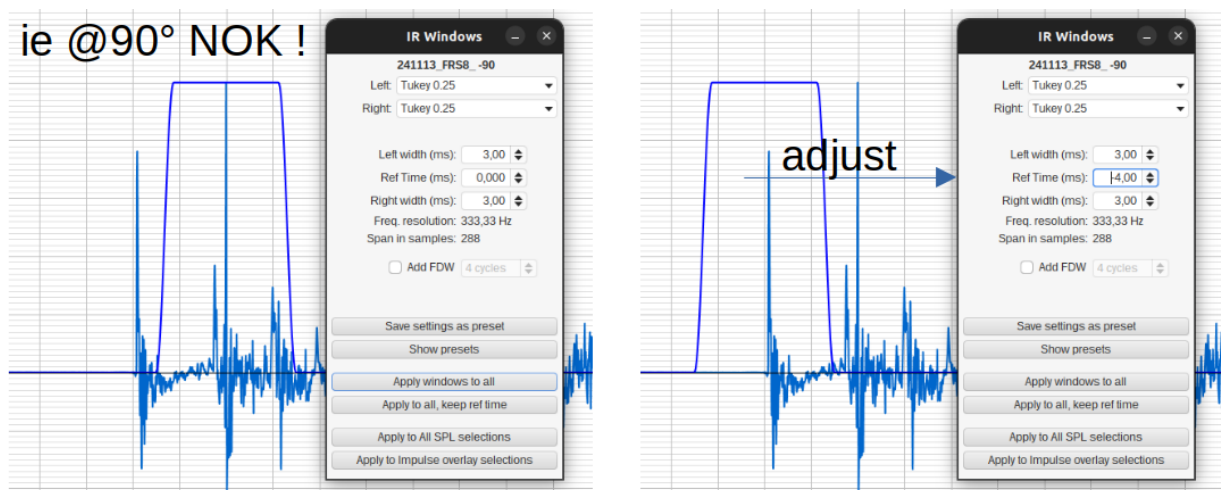 ie @90° NOK !
IR Windows
241113_FRS8_ -90
Left: Tukey 0.25
Right: Tukey 0.25
Left width (ms): 3,00
Ref Time (ms): 0,000
Right width (ms): 3,00
Freq. resolution: 333,33 Hz
Span in samples: 288
Add FDW 4 cycles
Save settings as preset
Show presets
Apply windows to all
Apply to all, keep ref time
Apply to All SPL selections
Apply to Impulse overlay selections
adjust
IR Windows
241113_FRS8_ -90
Left: Tukey 0.25
Right: Tukey 0.25
Left width (ms): 3,00
Ref Time (ms): -4,00
Right width (ms): 3,00
Freq. resolution: 333,33 Hz
Span in samples: 288
Add FDW 4 cycles
Save settings as preset
Show presets
Apply windows to all
Apply to all, keep ref time
Apply to All SPL selections
Apply to Impulse overlay selections